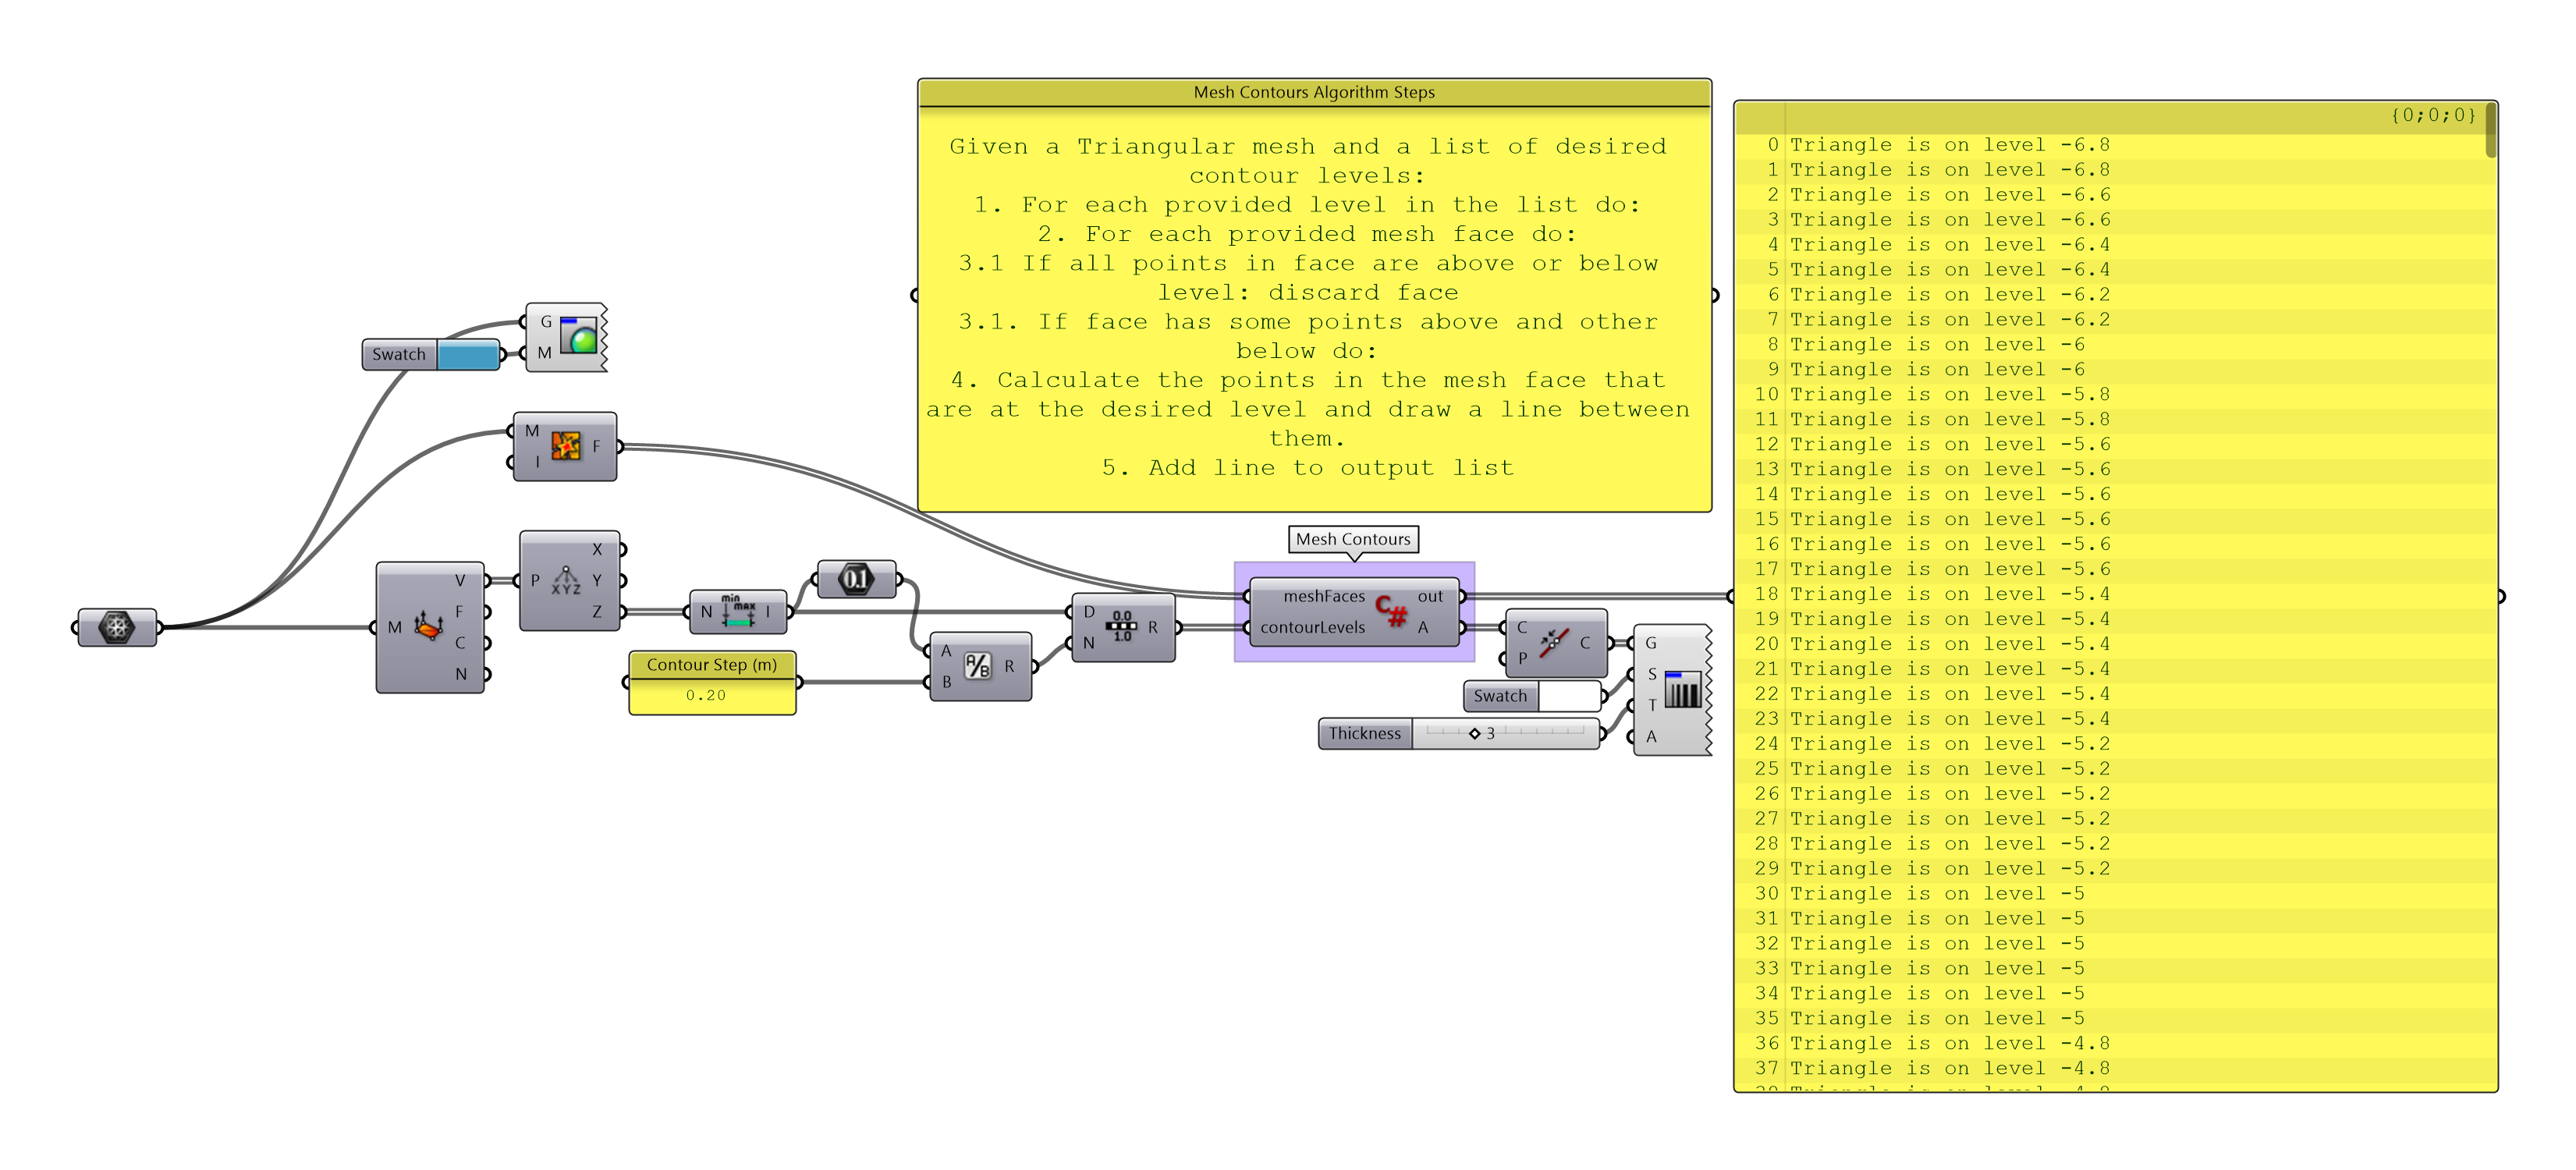 Mesh Contours Algorithm Steps
Given a Triangular mesh and a list of desired
contour levels:
1. For each provided level in the list do:
2. For each provided mesh face do:
3.1 If all points in face are above or below
level: discard face
3.1. If face has some points above and other
below do:
4. Calculate the points in the mesh face that
are at the desired level and draw a line between
them.
5. Add line to output list
G
M
Swatch
M
I
F
M
V
F
C
N
P
X
Y
Z
XYZ
N
min
max
I
0.1
Contour Step (m)
0.20
A
B
A/B
R
D
N
0.0
1.0
R
Mesh Contours
meshFaces
contourLevels
C#
out
A
C
P
C
Swatch
Thickness
3
G
S
T
A
{0;0;0}
0 Triangle is on level -6.8
1 Triangle is on level -6.8
2 Triangle is on level -6.6
3 Triangle is on level -6.6
4 Triangle is on level -6.4
5 Triangle is on level -6.4
6 Triangle is on level -6.2
7 Triangle is on level -6.2
8 Triangle is on level -6
9 Triangle is on level -6
10 Triangle is on level -5.8
11 Triangle is on level -5.8
12 Triangle is on level -5.6
13 Triangle is on level -5.6
14 Triangle is on level -5.6
15 Triangle is on level -5.6
16 Triangle is on level -5.6
17 Triangle is on level -5.6
18 Triangle is on level -5.4
19 Triangle is on level -5.4
20 Triangle is on level -5.4
21 Triangle is on level -5.4
22 Triangle is on level -5.4
23 Triangle is on level -5.4
24 Triangle is on level -5.2
25 Triangle is on level -5.2
26 Triangle is on level -5.2
27 Triangle is on level -5.2
28 Triangle is on level -5.2
29 Triangle is on level -5.2
30 Triangle is on level -5
31 Triangle is on level -5
32 Triangle is on level -5
33 Triangle is on level -5
34 Triangle is on level -5
35 Triangle is on level -5
36 Triangle is on level -4.8
37 Triangle is on level -4.8